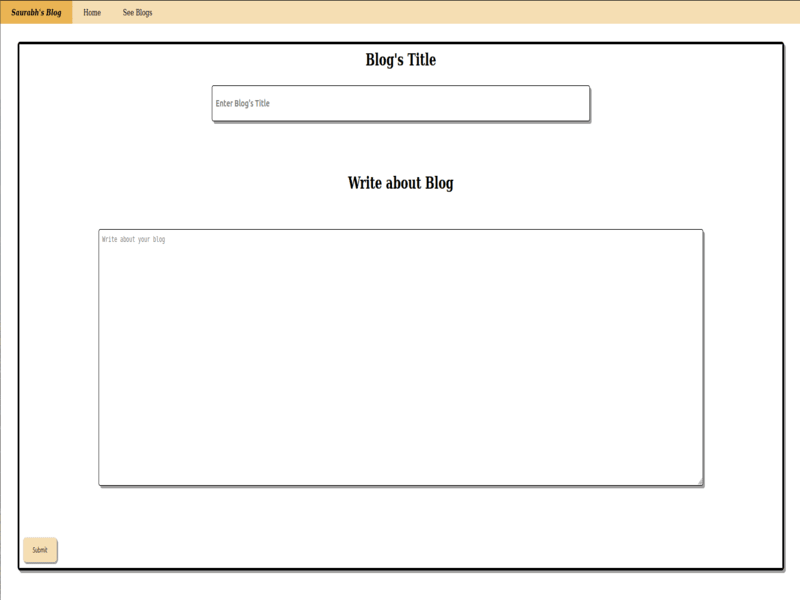 Saurabh's Blog Home See Blogs
Blog's Title
Enter Blog's Title
Write about Blog
Write about your blog
Submit